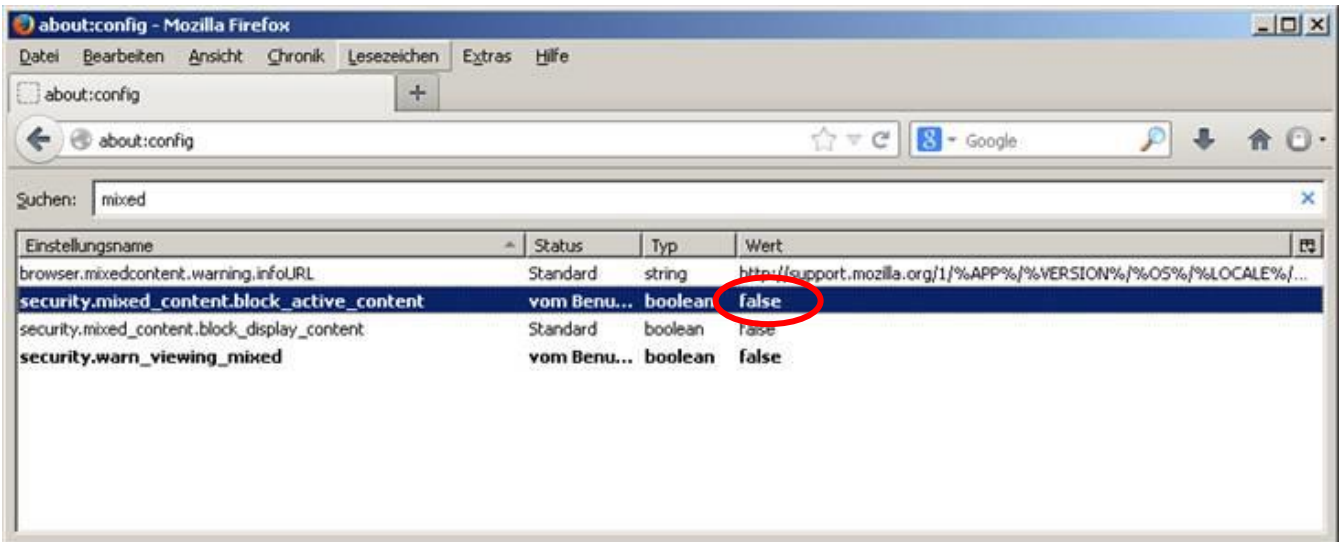 about:config - Mozilla Firefox
Datei Bearbeiten Ansicht Chronik Lesezeichen Extras Hilfe
about:config +
about:config 8 Google
Suchen: mixed
Einstellungsname Status Typ Wert
browser.mixedcontent.warning.infoURL Standard string http://support.mozilla.org/1/%APP%/%VERSION%/%OS%/%LOCALE%/...
security.mixed_content.block_active_content vom Benu... boolean false
security.mixed_content.block_display_content Standard boolean false
security.warn_viewing_mixed vom Benu... boolean false